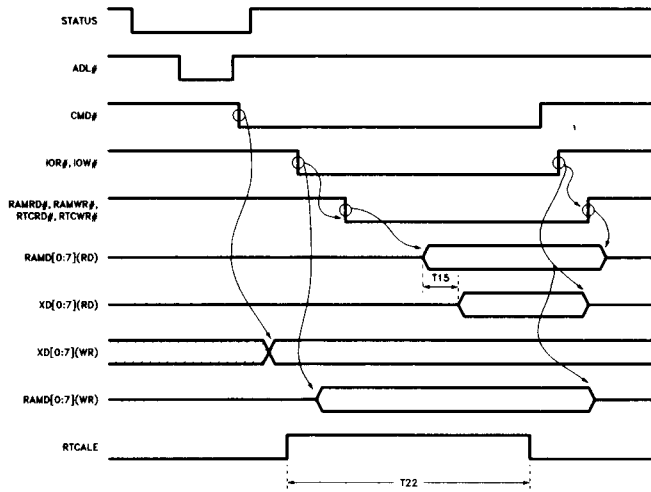 STATUS
ADL#
CMD#
IOR#, IOW#
RAMRD#, RAMWR#,
RTCRD#, RTCWR#
RAMD[0:7](RD)
T15
XD[0:7](RD)
XD[0:7](WR)
RAMD[0:7](WR)
RTCALE
T22